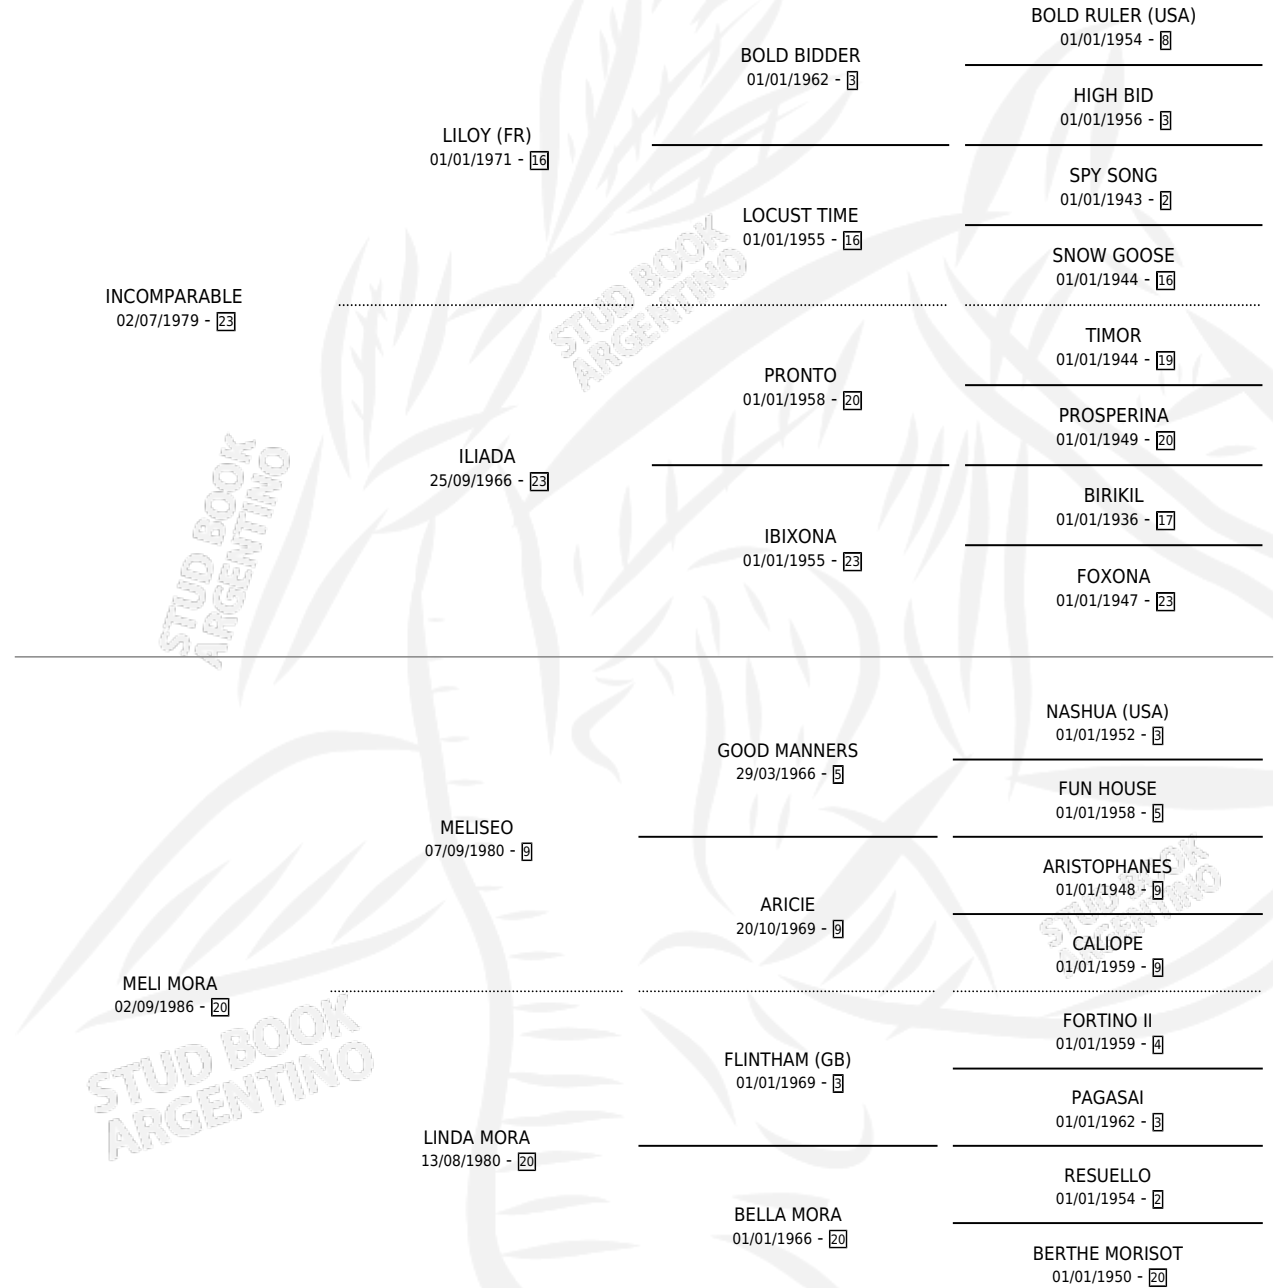 BOLD RULER (USA)
01/01/1954 - 8
BOLD BIDDER
01/01/1962 - 3
HIGH BID
01/01/1956 - 3
LILOY (FR)
01/01/1971 - 16
SPY SONG
01/01/1943 - 2
LOCUST TIME
01/01/1955 - 16
SNOW GOOSE
01/01/1944 - 16
INCOMPARABLE
02/07/1979 - 23
STUD BOOK
ARGENTINO
TIMOR
01/01/1944 - 19
PRONTO
01/01/1958 - 20
PROSPERINA
01/01/1949 - 20
ILIADA
25/09/1966 - 23
BIRIKIL
01/01/1936 - 17
IBIXONA
01/01/1955 - 23
FOXONA
01/01/1947 - 23
STUD BOOK
ARGENTINO
NASHUA (USA)
01/01/1952 - 3
GOOD MANNERS
29/03/1966 - 5
FUN HOUSE
01/01/1958 - 5
MELISEO
07/09/1980 - 9
ARISTOPHANES
01/01/1948 - 9
ARICIE
20/10/1969 - 9
CALIOPE
01/01/1959 - 9
STUD BOOK
ARGENTINO
MELI MORA
02/09/1986 - 20
FORTINO II
01/01/1959 - 4
FLINTHAM (GB)
01/01/1969 - 3
PAGASAI
01/01/1962 - 3
STUD BOOK
ARGENTINO
LINDA MORA
13/08/1980 - 20
RESUELLO
01/01/1954 - 2
BELLA MORA
01/01/1966 - 20
BERTHE MORISOT
01/01/1950 - 20